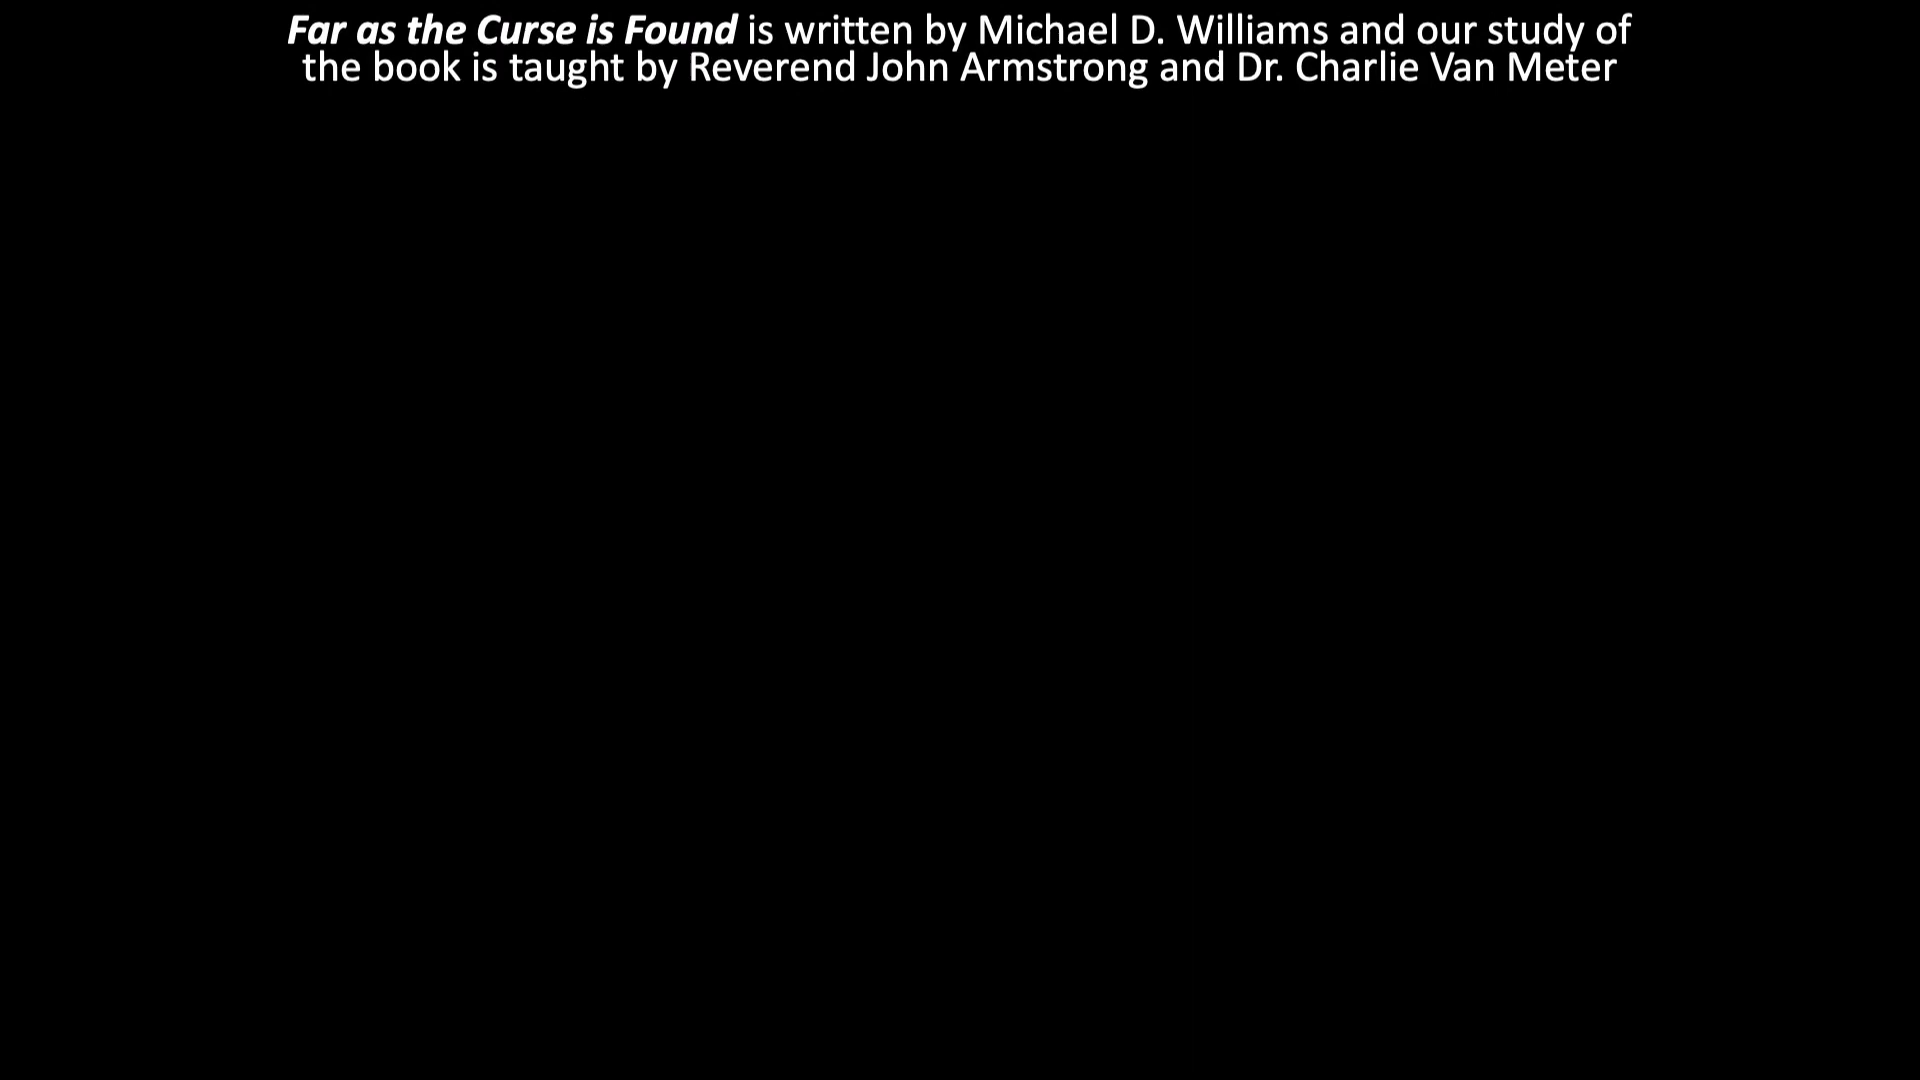 Far as the Curse is Found is written by Michael D. Williams and our study of
the book is taught by Reverend John Armstrong and Dr. Charlie Van Meter